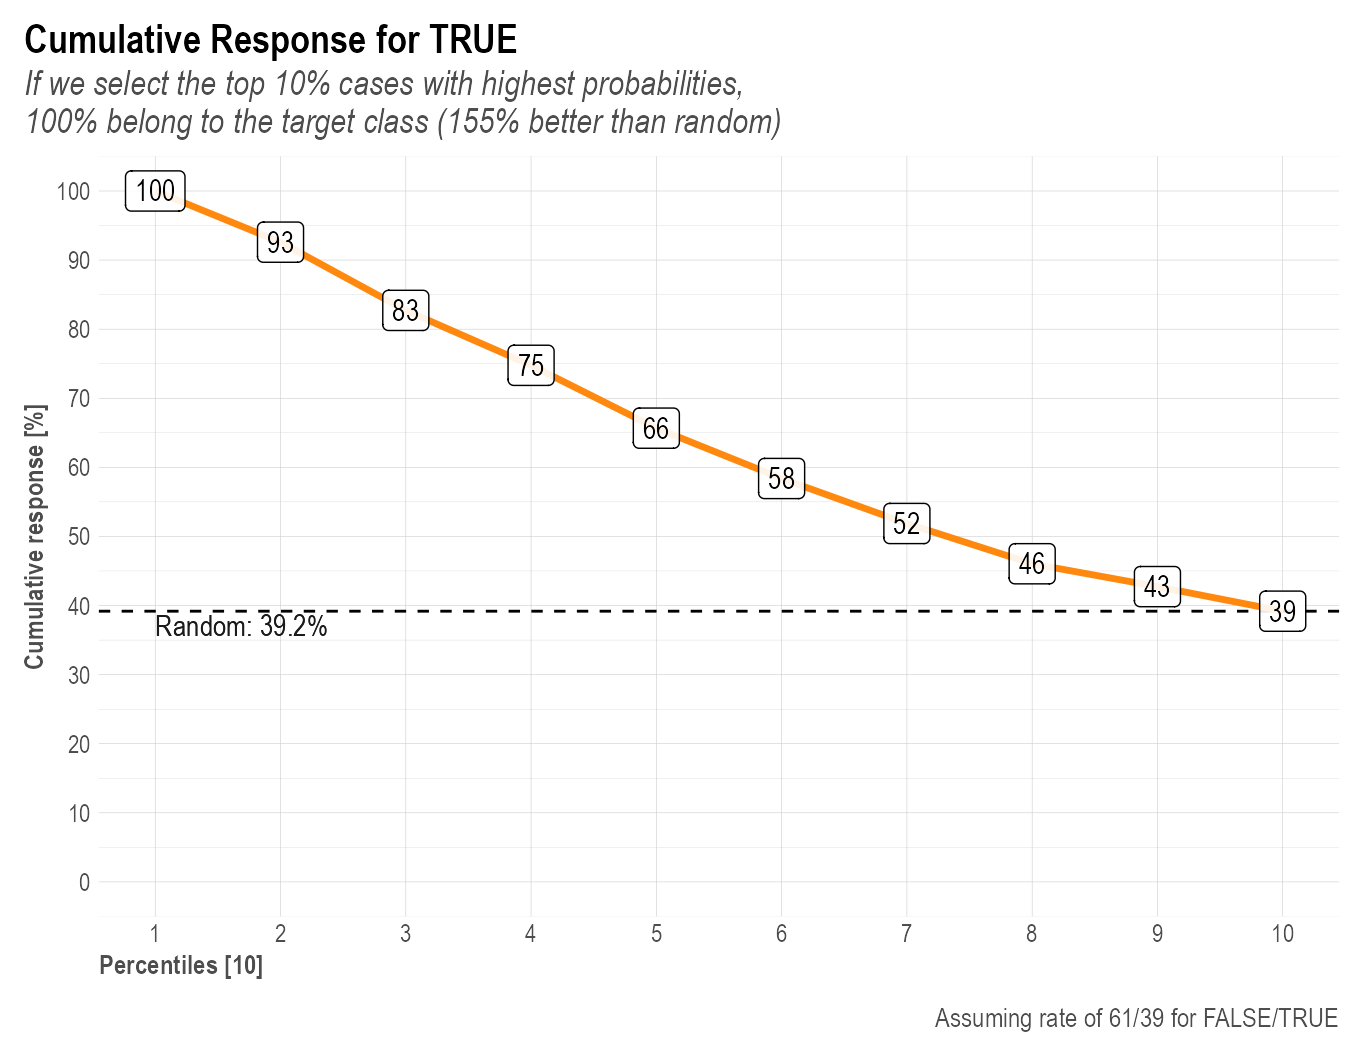 Cumulative Response for TRUE
If we select the top 10% cases with highest probabilities,
100% belong to the target class (155% better than random)
Cumulative response [%]
100
90
80
70
60
50
40
30
20
10
0
100
93
83
75
66
58
52
46
43
39
Random: 39.2%
1 2 3 4 5 6 7 8 9 10
Percentiles [10]
Assuming rate of 61/39 for FALSE/TRUE